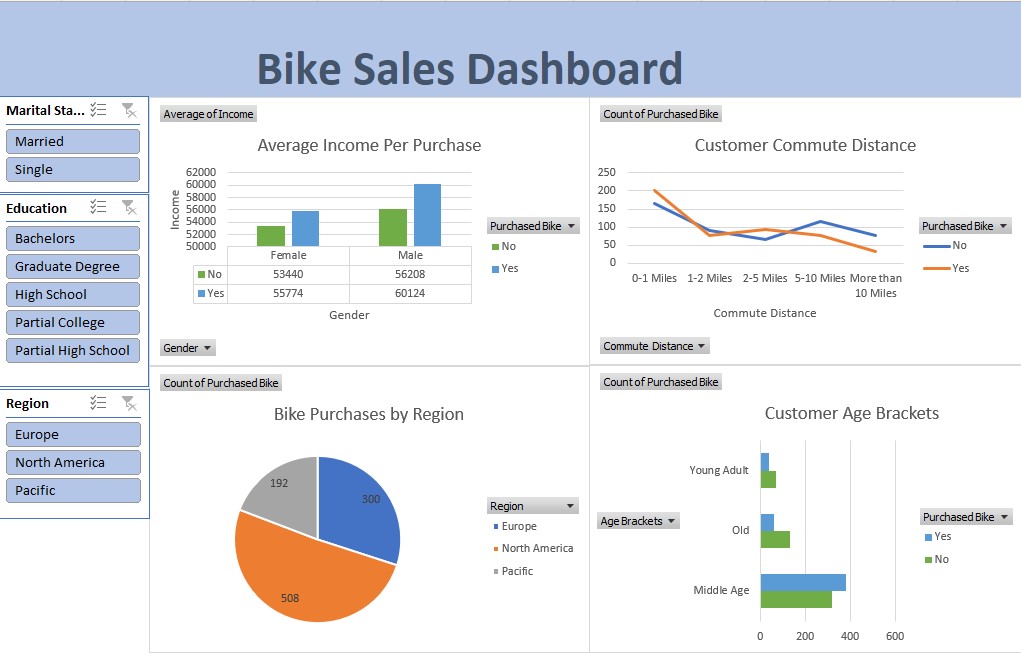 Bike Sales Dashboard
Marital Sta...
Married
Single
Education
Bachelors
Graduate Degree
High School
Partial College
Partial High School
Region
Europe
North America
Pacific
Average of Income
Average Income Per Purchase
62000
60000
58000
56000
54000
52000
50000
Income
Female Male
No 53440 56208
Yes 55774 60124
Gender
Purchased Bike
No
Yes
Gender
Count of Purchased Bike
Customer Commute Distance
250
200
150
100
50
0
0-1 Miles 1-2 Miles 2-5 Miles 5-10 Miles More than
10 Miles
Commute Distance
Purchased Bike
No
Yes
Commute Distance
Count of Purchased Bike
Bike Purchases by Region
192
300
508
Region
Europe
North America
Pacific
Count of Purchased Bike
Customer Age Brackets
Age Brackets
Young Adult
Old
Middle Age
0 200 400 600
Purchased Bike
Yes
No